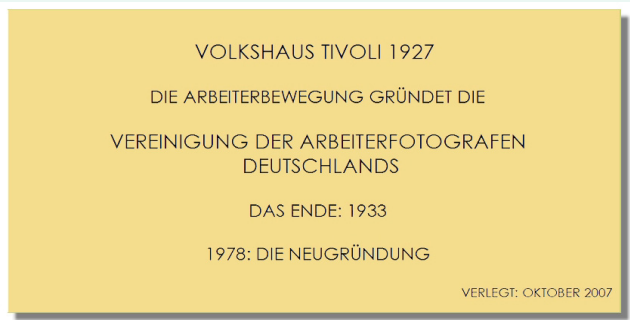 VOLKSHAUS TIVOLI 1927
DIE ARBEITERBEWEGUNG GRÜNDET DIE
VEREINIGUNG DER ARBEITERFOTOGRAFEN
DEUTSCHLANDS
DAS ENDE: 1933
1978: DIE NEUGRÜNDUNG
VERLEGT: OKTOBER 2007